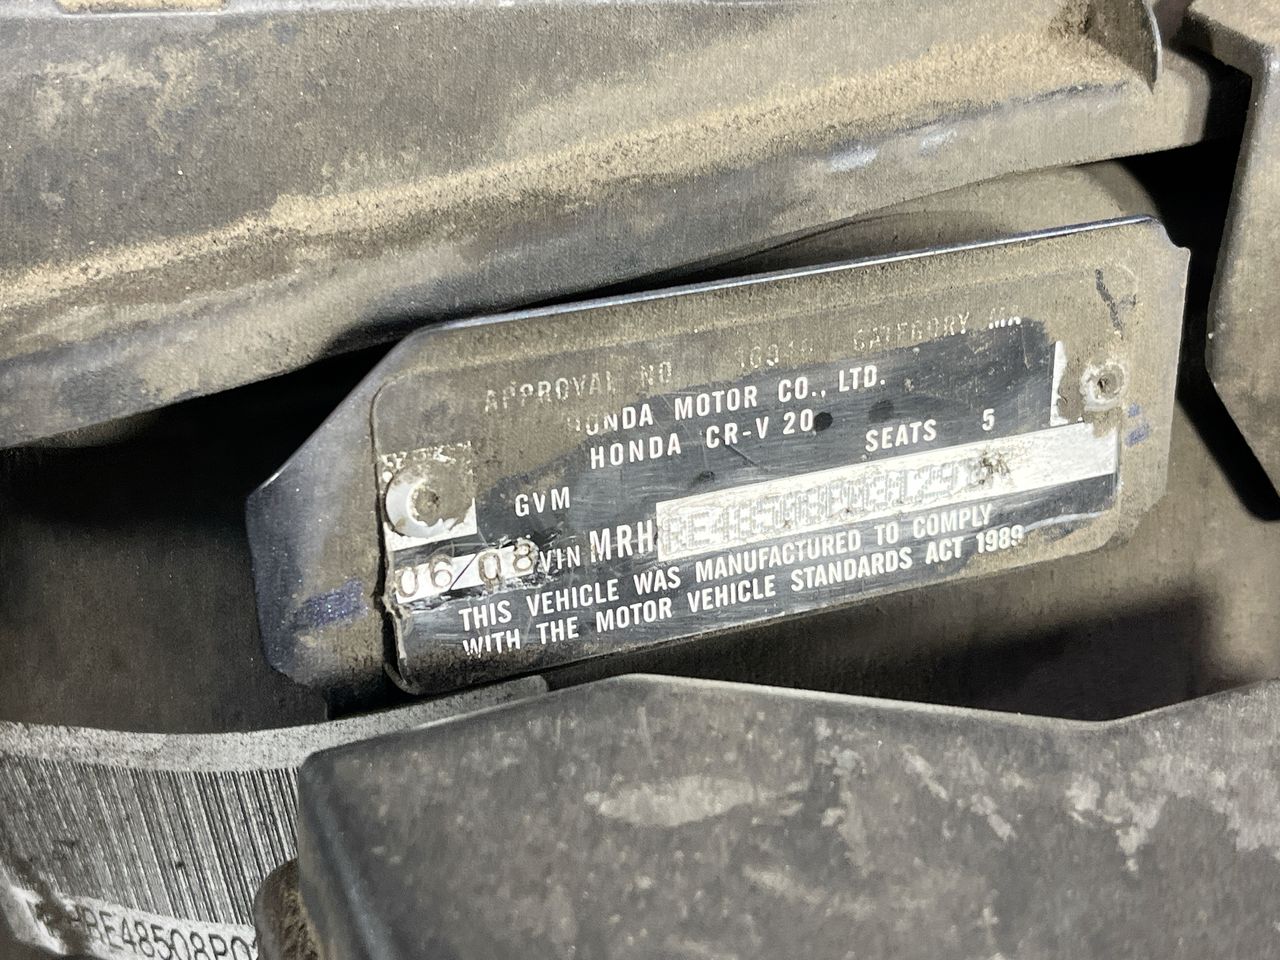 APPROVAL NO CATEGORY
HONDA MOTOR CO., LTD.
HONDA CR-V 20
SEATS 5
GVM
06/08 VIN MRH
THIS VEHICLE WAS MANUFACTURED TO COMPLY
WITH THE MOTOR VEHICLE STANDARDS ACT 1989